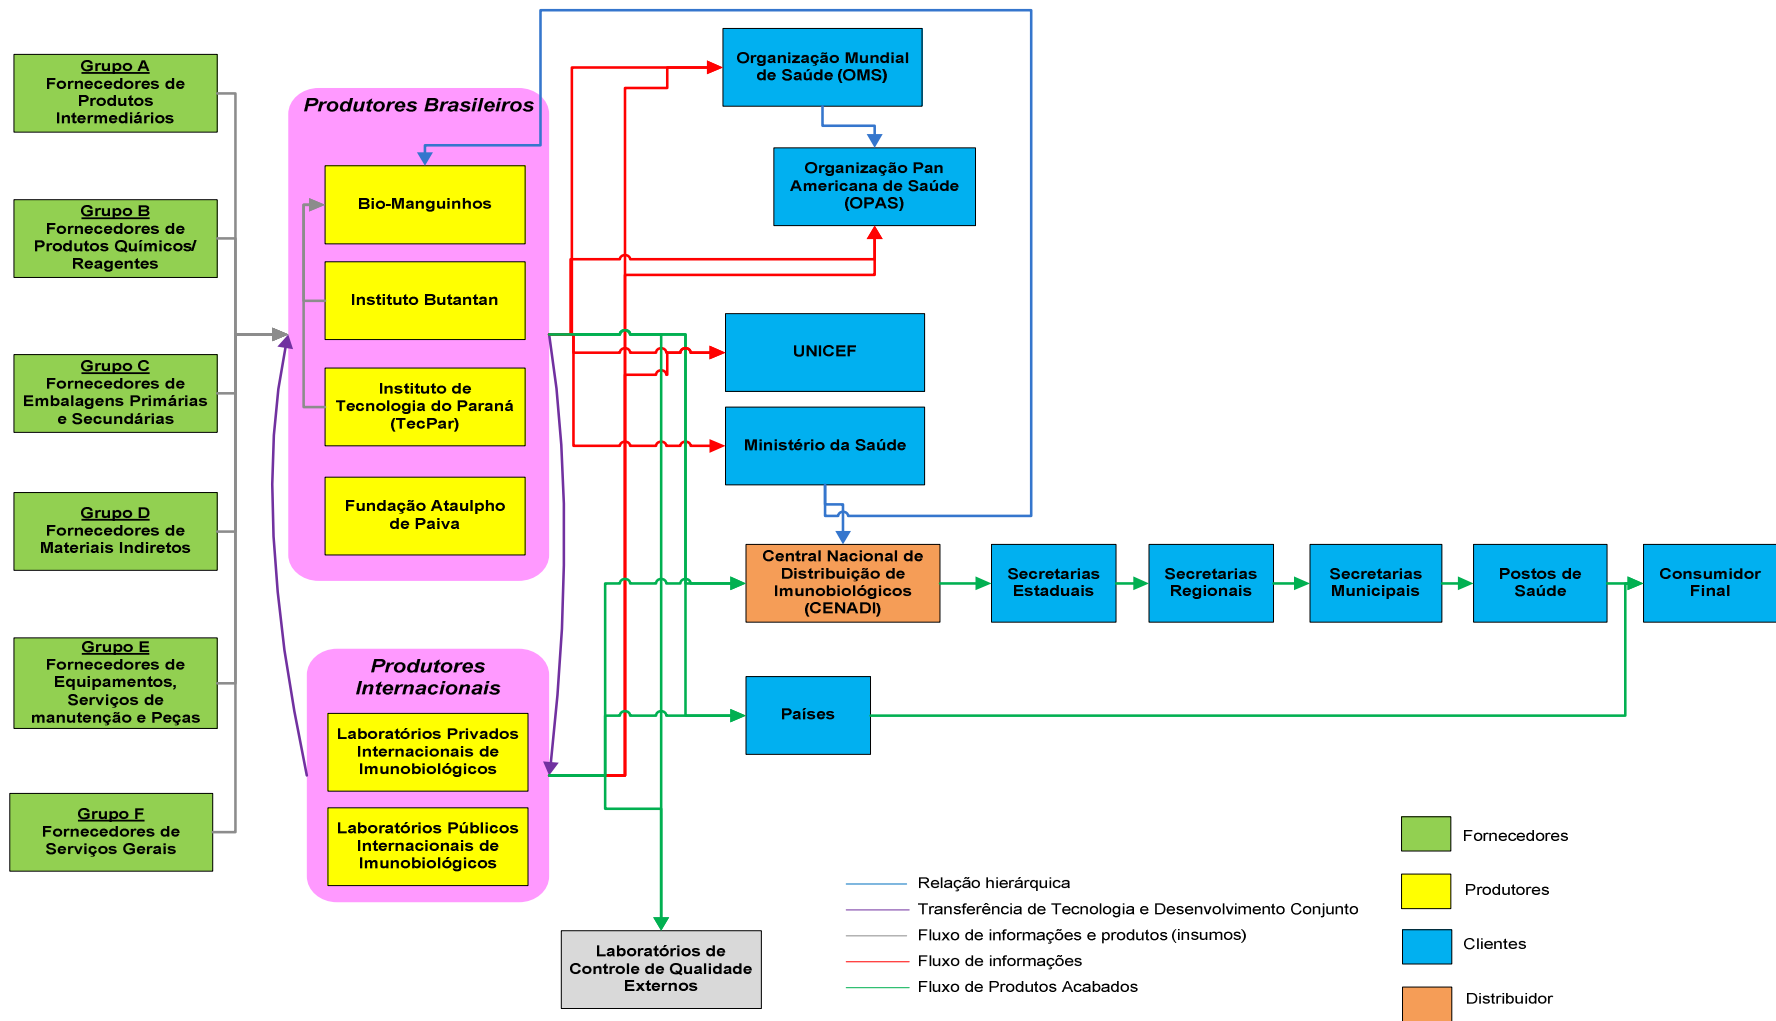 Grupo A
Fornecedores de
Produtos
Intermediários
Grupo B
Fornecedores de
Produtos Químicos/
Reagentes
Grupo C
Fornecedores de
Embalagens Primárias
e Secundárias
Grupo D
Fornecedores de
Materiais Indiretos
Grupo E
Fornecedores de
Equipamentos,
Serviços de
manutenção e Peças
Grupo F
Fornecedores de
Serviços Gerais
Produtores Brasileiros
Bio-Manguinhos
Instituto Butantan
Instituto de
Tecnologia do Paraná
(TecPar)
Fundação Ataulpho
de Paiva
Produtores
Internacionais
Laboratórios Privados
Internacionais de
Imunobiológicos
Laboratórios Públicos
Internacionais de
Imunobiológicos
Organização Mundial
de Saúde (OMS)
Organização Pan
Americana de Saúde
(OPAS)
UNICEF
Ministério da Saúde
Central Nacional de
Distribuição de
Imunobiológicos
(CENADI)
Secretarias
Estaduais
Secretarias
Regionais
Secretarias
Municipais
Postos de
Saúde
Consumidor
Final
Países
Laboratórios de
Controle de Qualidade
Externos
Relação hierárquica
Transferência de Tecnologia e Desenvolvimento Conjunto
Fluxo de informações e produtos (insumos)
Fluxo de informações
Fluxo de Produtos Acabados
Fornecedores
Produtores
Clientes
Distribuidor